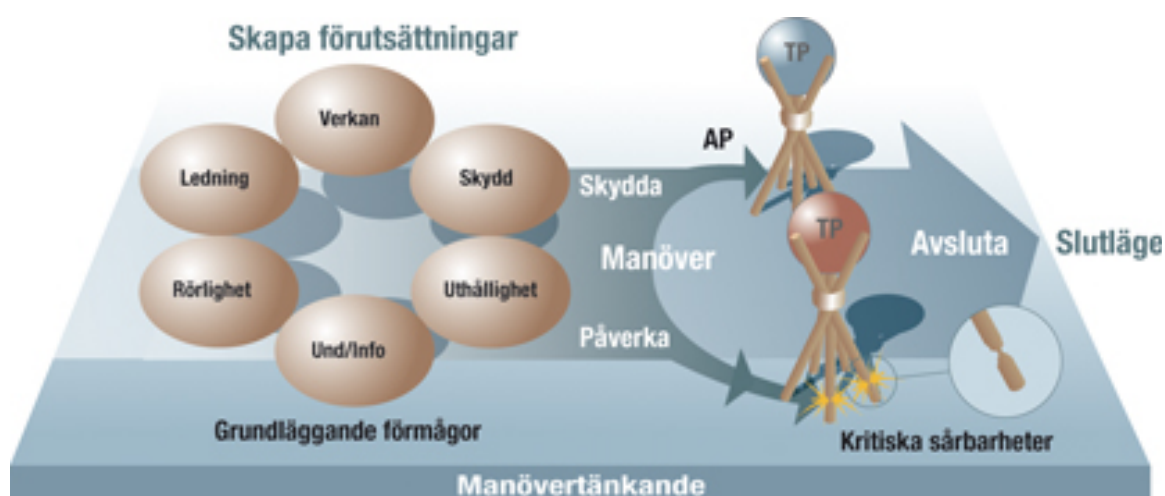 Skapa förutsättningar
Verkan
Ledning
Skydd
Rörlighet
Uthållighet
Und/Info
Grundläggande förmågor
Skydda
Manöver
Påverka
AP
TP
TP
Avsluta
Slutläge
Kritiska sårbarheter
Manövertänkande